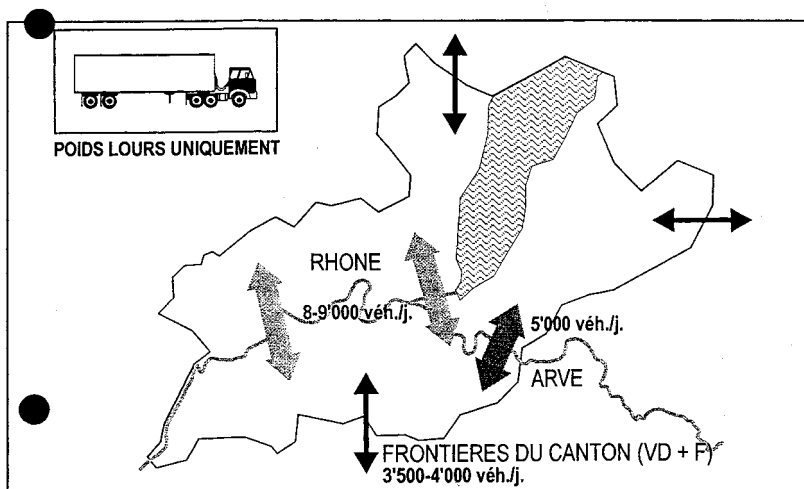 POIDS LOURS UNIQUEMENT
RHONE
8-9'000 véh./j.
5'000 véh./j.
ARVE
FRONTIERES DU CANTON (VD + F)
3'500-4'000 véh./j.